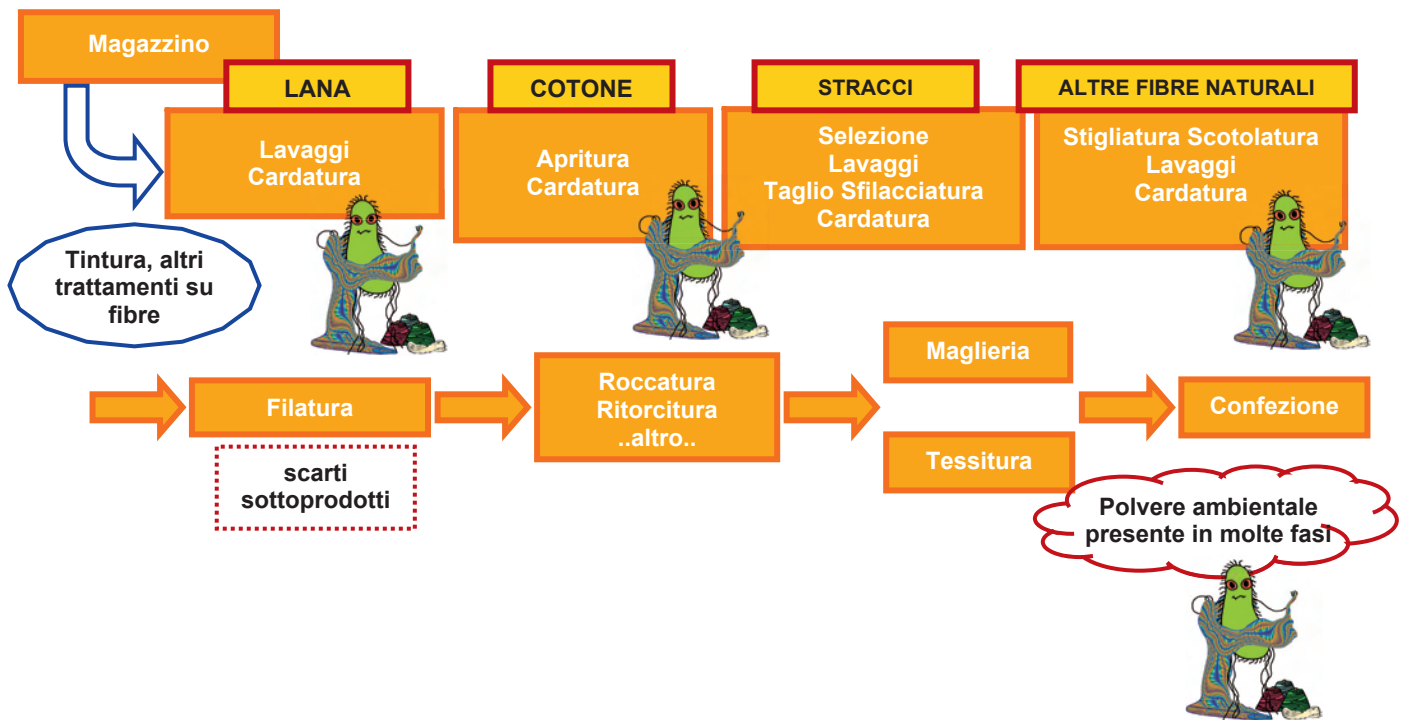 Magazzino
LANA
Lavaggi
Cardatura
COTONE
Apritura
Cardatura
STRACCI
Selezione
Lavaggi
Taglio Sfilacciatura
Cardatura
ALTRE FIBRE NATURALI
Stigliatura Scotolatura
Lavaggi
Cardatura
Tintura, altri
trattamenti su
fibre
Filatura
scarti
sottoprodotti
Roccatura
Ritorcitura
..altro..
Maglieria
Tessitura
Confezione
Polvere ambientale
presente in molte fasi